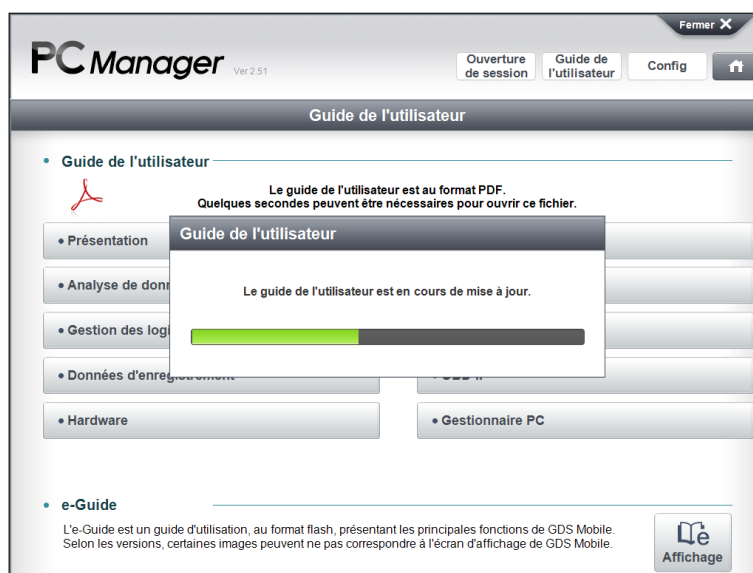 Fermer
PC Manager Ver 2.51
Ouverture de session
Guide de l'utilisateur
Config
Guide de l'utilisateur
Guide de l'utilisateur
Le guide de l'utilisateur est au format PDF.
Quelques secondes peuvent être nécessaires pour ouvrir ce fichier.
Guide de l'utilisateur
Le guide de l'utilisateur est en cours de mise à jour.
• Présentation
• Analyse de
• Gestion des
• Données
• Hardware
• Gestionnaire PC
e-Guide
L'e-Guide est un guide d'utilisation, au format flash, présentant les principales fonctions de GDS Mobile.
Selon les versions, certaines images peuvent ne pas correspondre à l'écran d'affichage de GDS Mobile.
Affichage